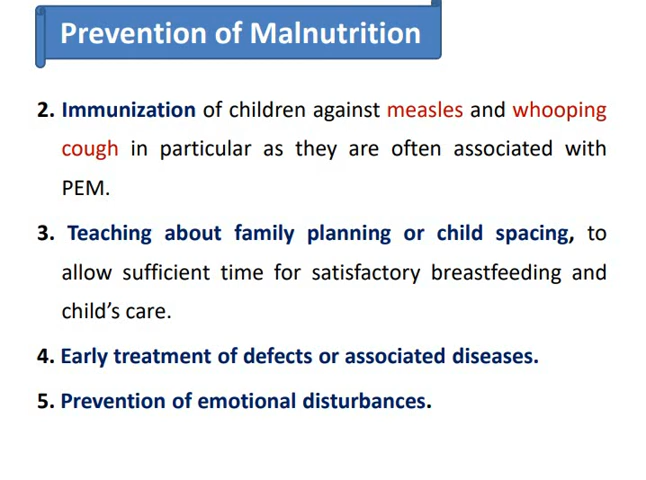 Prevention of Malnutrition
2. Immunization of children against measles and whooping
cough in particular as they are often associated with
PEM.
3. Teaching about family planning or child spacing, to
allow sufficient time for satisfactory breastfeeding and
child’s care.
4. Early treatment of defects or associated diseases.
5. Prevention of emotional disturbances.